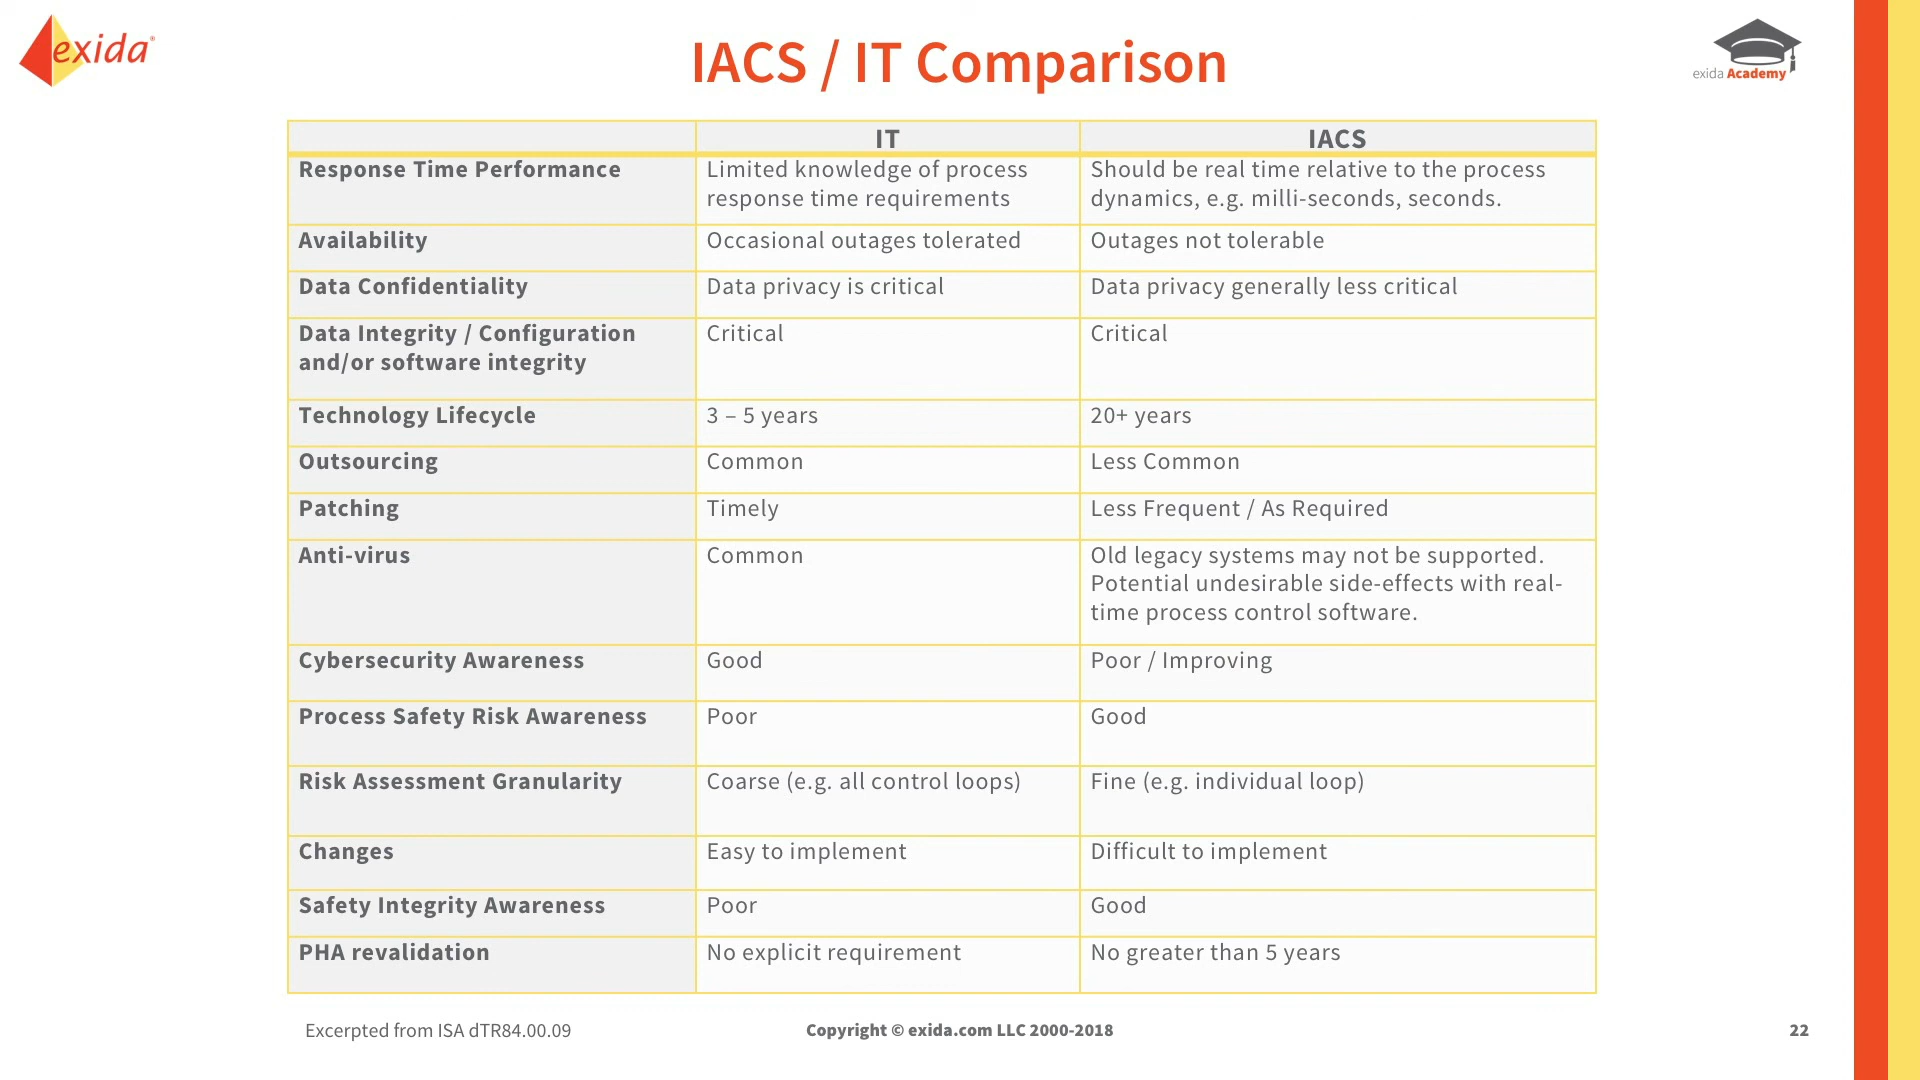 exida®
IACS / IT Comparison
exida Academy
IT
IACS
Response Time Performance
Limited knowledge of process
response time requirements
Should be real time relative to the process
dynamics, e.g. milli-seconds, seconds.
Availability
Occasional outages tolerated
Outages not tolerable
Data Confidentiality
Data privacy is critical
Data privacy generally less critical
Data Integrity / Configuration
and/or software integrity
Critical
Critical
Technology Lifecycle
3 – 5 years
20+ years
Outsourcing
Common
Less Common
Patching
Timely
Less Frequent / As Required
Anti-virus
Common
Old legacy systems may not be supported.
Potential undesirable side-effects with real-
time process control software.
Cybersecurity Awareness
Good
Poor / Improving
Process Safety Risk Awareness
Poor
Good
Risk Assessment Granularity
Coarse (e.g. all control loops)
Fine (e.g. individual loop)
Changes
Easy to implement
Difficult to implement
Safety Integrity Awareness
Poor
Good
PHA revalidation
No explicit requirement
No greater than 5 years
Excerpted from ISA dTR84.00.09
Copyright © exida.com LLC 2000-2018
22